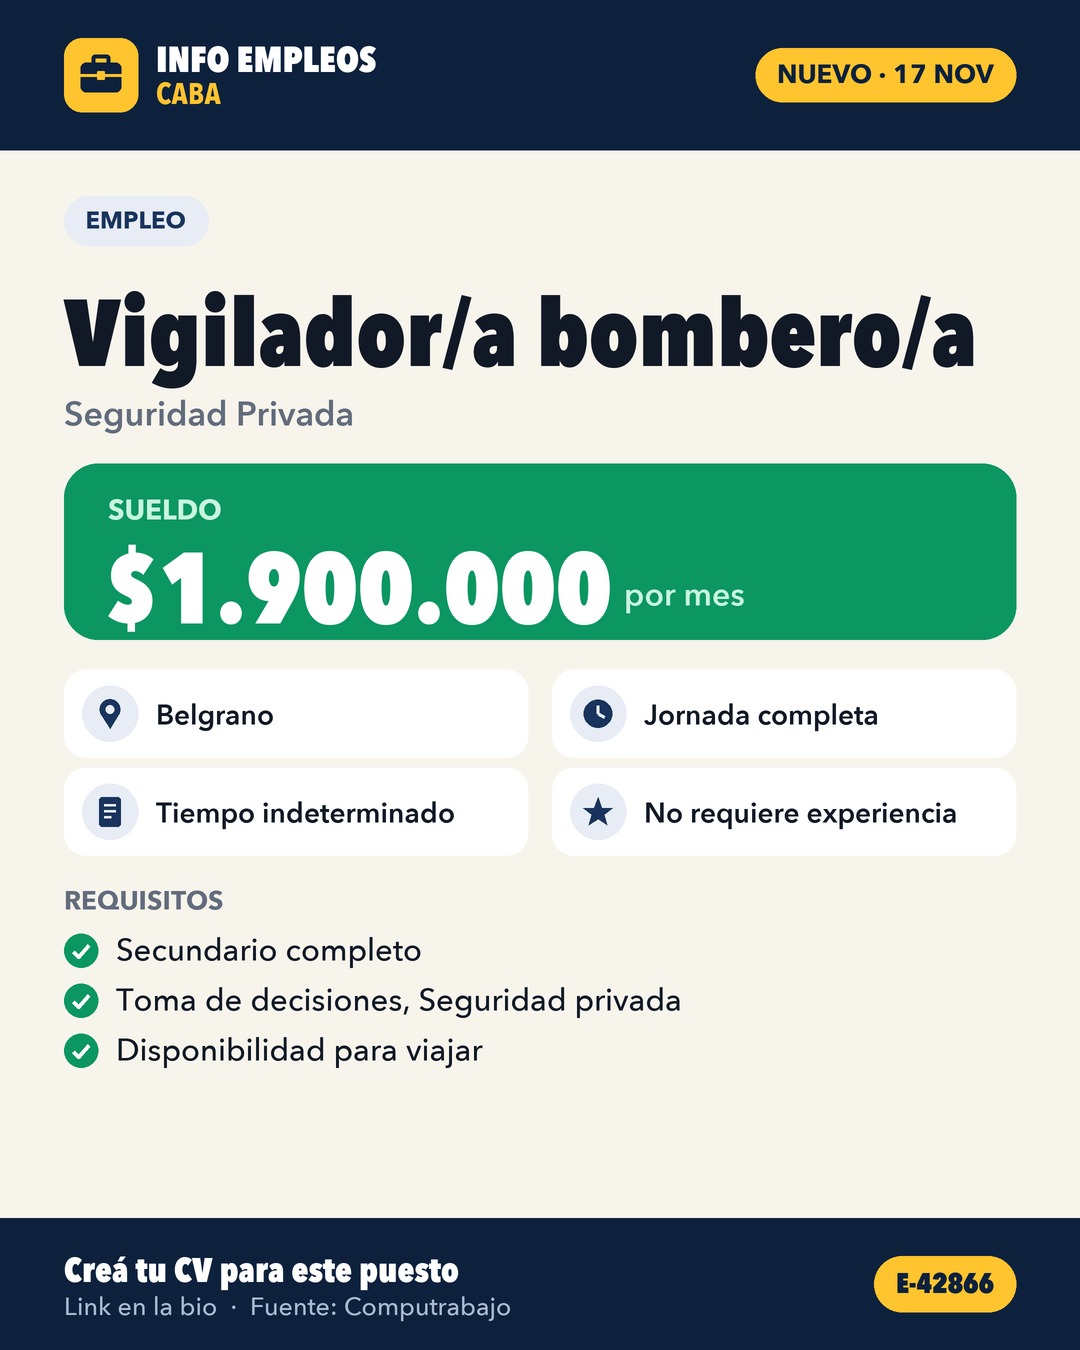 INFO EMPLEOS
CABA
NUEVO · 17 NOV
EMPLEO
Vigilador/a bombero/a
Seguridad Privada
SUELDO
$1.900.000 por mes
Belgrano
Jornada completa
Tiempo indeterminado
No requiere experiencia
REQUISITOS
Secundario completo
Toma de decisiones, Seguridad privada
Disponibilidad para viajar
Creá tu CV para este puesto
Link en la bio · Fuente: Computrabajo
E-42866